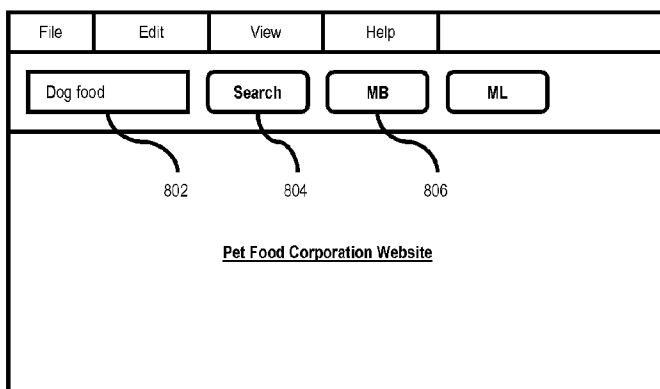 File Edit View Help
Dog food Search MB ML
802 804 806
Pet Food Corporation Website